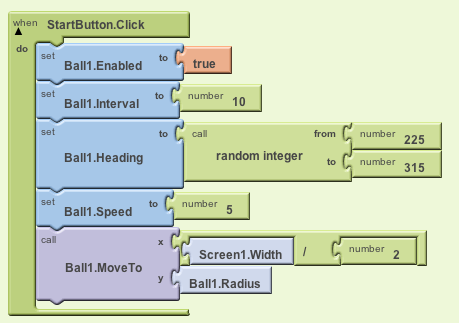 when StartButton.Click
do
set Ball1.Enabled to true
set Ball1.Interval to number 10
set Ball1.Heading to call random integer from number 225
to number 315
set Ball1.Speed to number 5
call Ball1.MoveTo x Screen1.Width / number 2
y Ball1.Radius